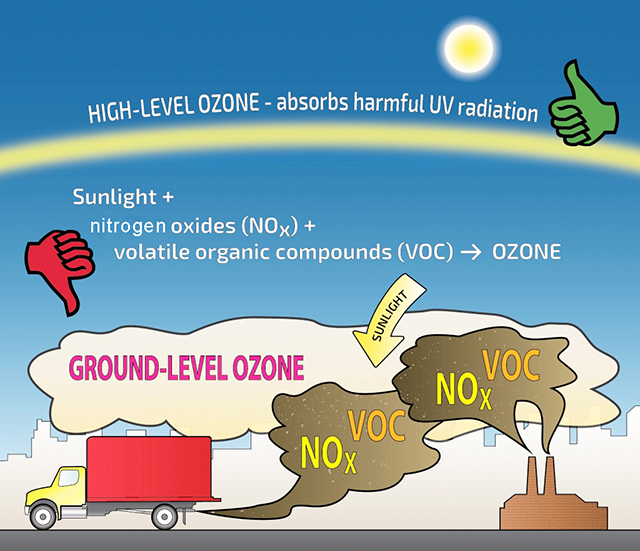 HIGH-LEVEL OZONE - absorbs harmful UV radiation
Sunlight +
nitrogen oxides (NOX) +
volatile organic compounds (VOC) → OZONE
SUNLIGHT
GROUND-LEVEL OZONE
VOC
NOX
VOC
NOX